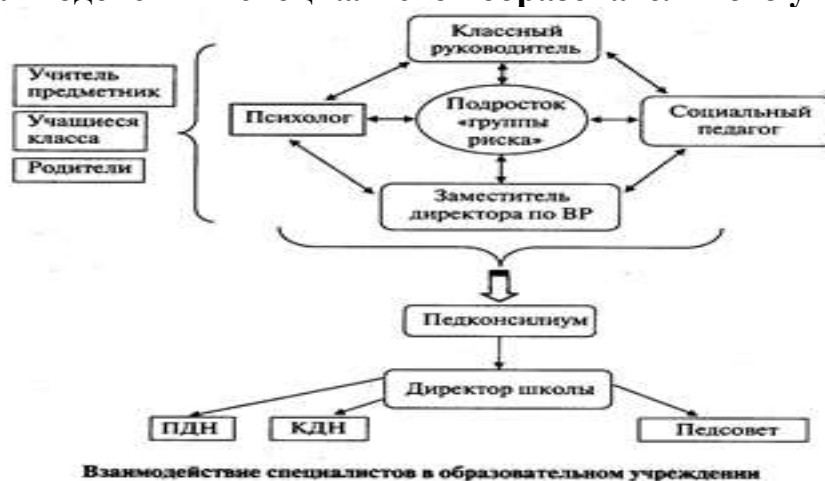 Классный
руководитель
Учитель
предметник
Учащиеся
класса
Родители
Психолог
Подросток
«группы
риска»
Социальный
педагог
Заместитель
директора по ВР
Педконсилиум
Директор школы
ПДН
КДН
Педсовет
Взаимодействие специалистов в образовательном учреждении